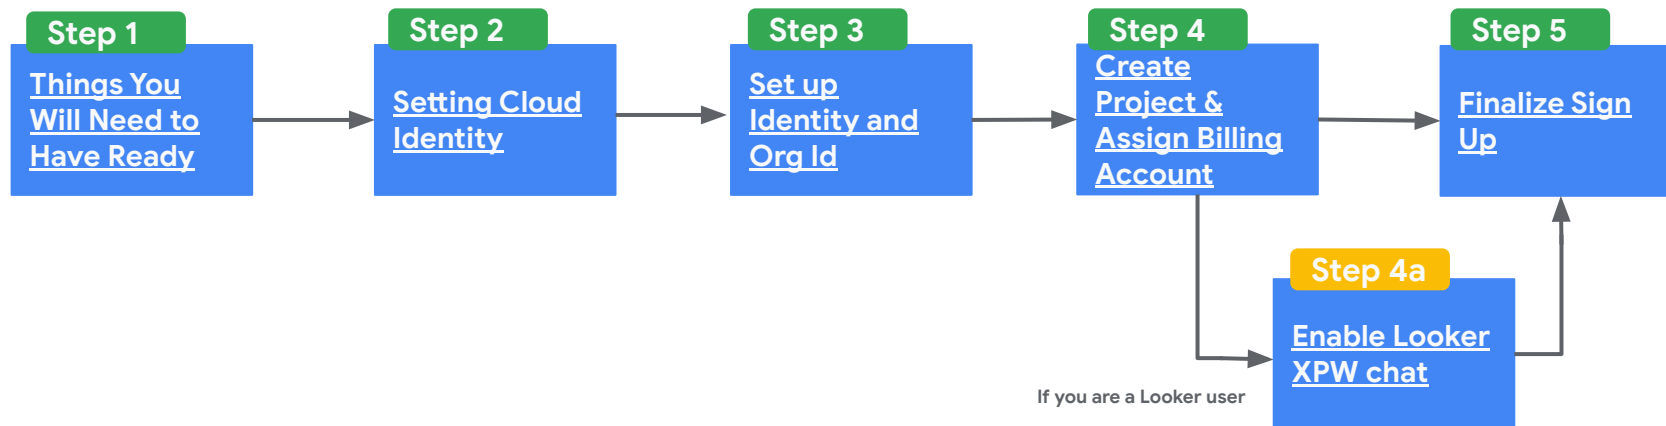 Step 1
Things You
Will Need to
Have Ready
Step 2
Setting Cloud
Identity
Step 3
Set up
Identity and
Org Id
Step 4
Create
Project &
Assign Billing
Account
Step 5
Finalize Sign
Up
Step 4a
Enable Looker
XPW chat
If you are a Looker user